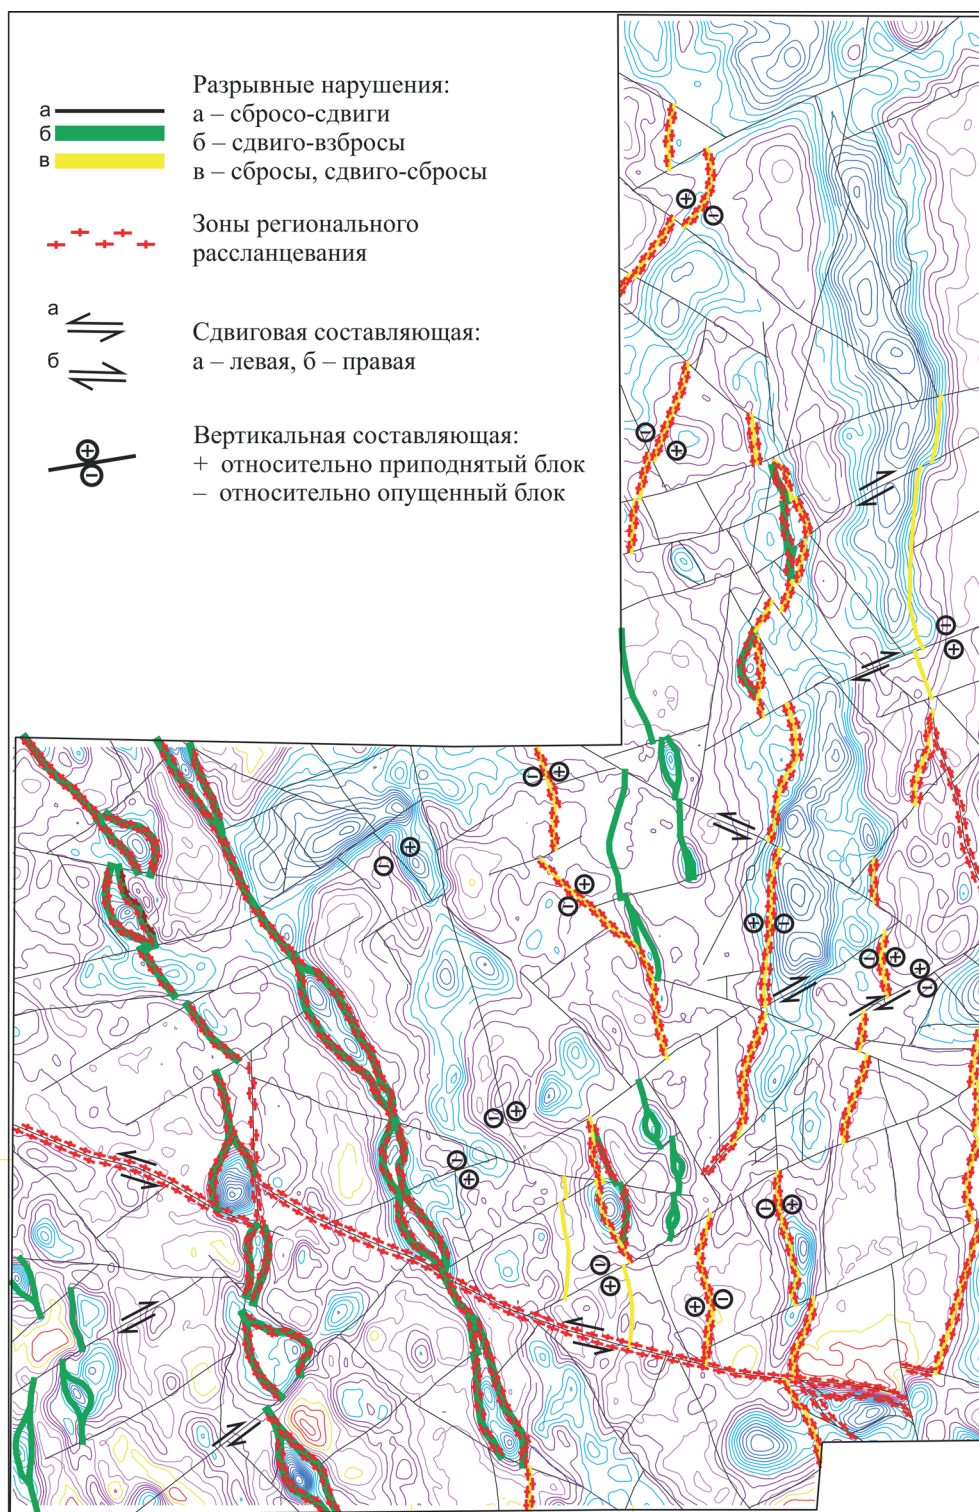 Разрывные нарушения:
а
а – сбросо-сдвиги
б
б – сдвиго-взбросы
в
в – сбросы, сдвиго-сбросы
Зоны регионального
рассланцевания
а
Сдвиговая составляющая:
б
а – левая, б – правая
Вертикальная составляющая:
+ относительно приподнятый блок
– относительно опущенный блок